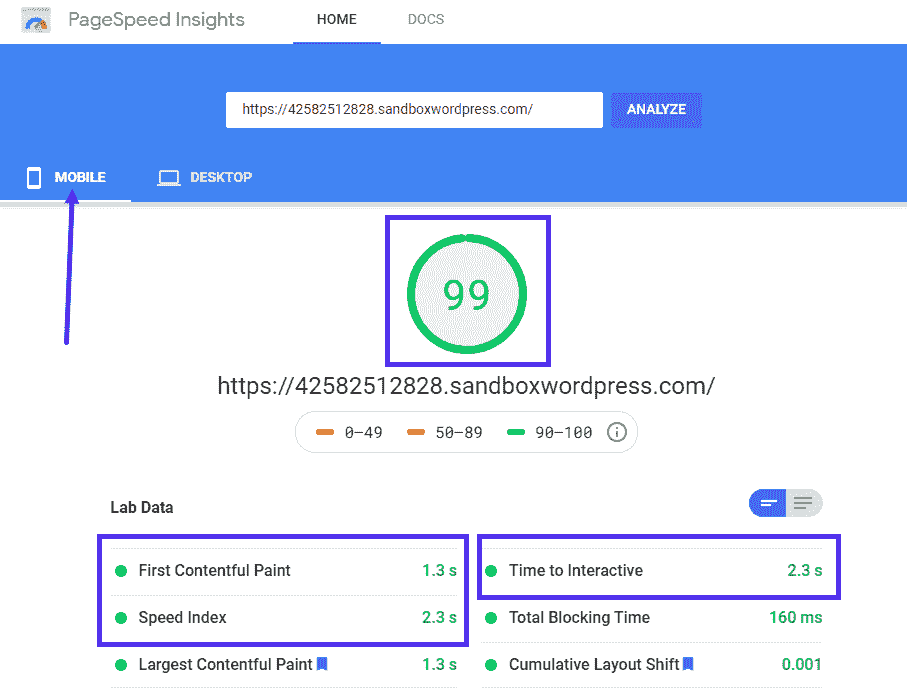 PageSpeed Insights HOME DOCS
https://42582512828.sandboxwordpress.com/ ANALYZE
MOBILE DESKTOP
99
https://42582512828.sandboxwordpress.com/
0–49 50–89 90–100
Lab Data
First Contentful Paint 1.3 s
Time to Interactive 2.3 s
Speed Index 2.3 s
Total Blocking Time 160 ms
Largest Contentful Paint 1.3 s
Cumulative Layout Shift 0.001